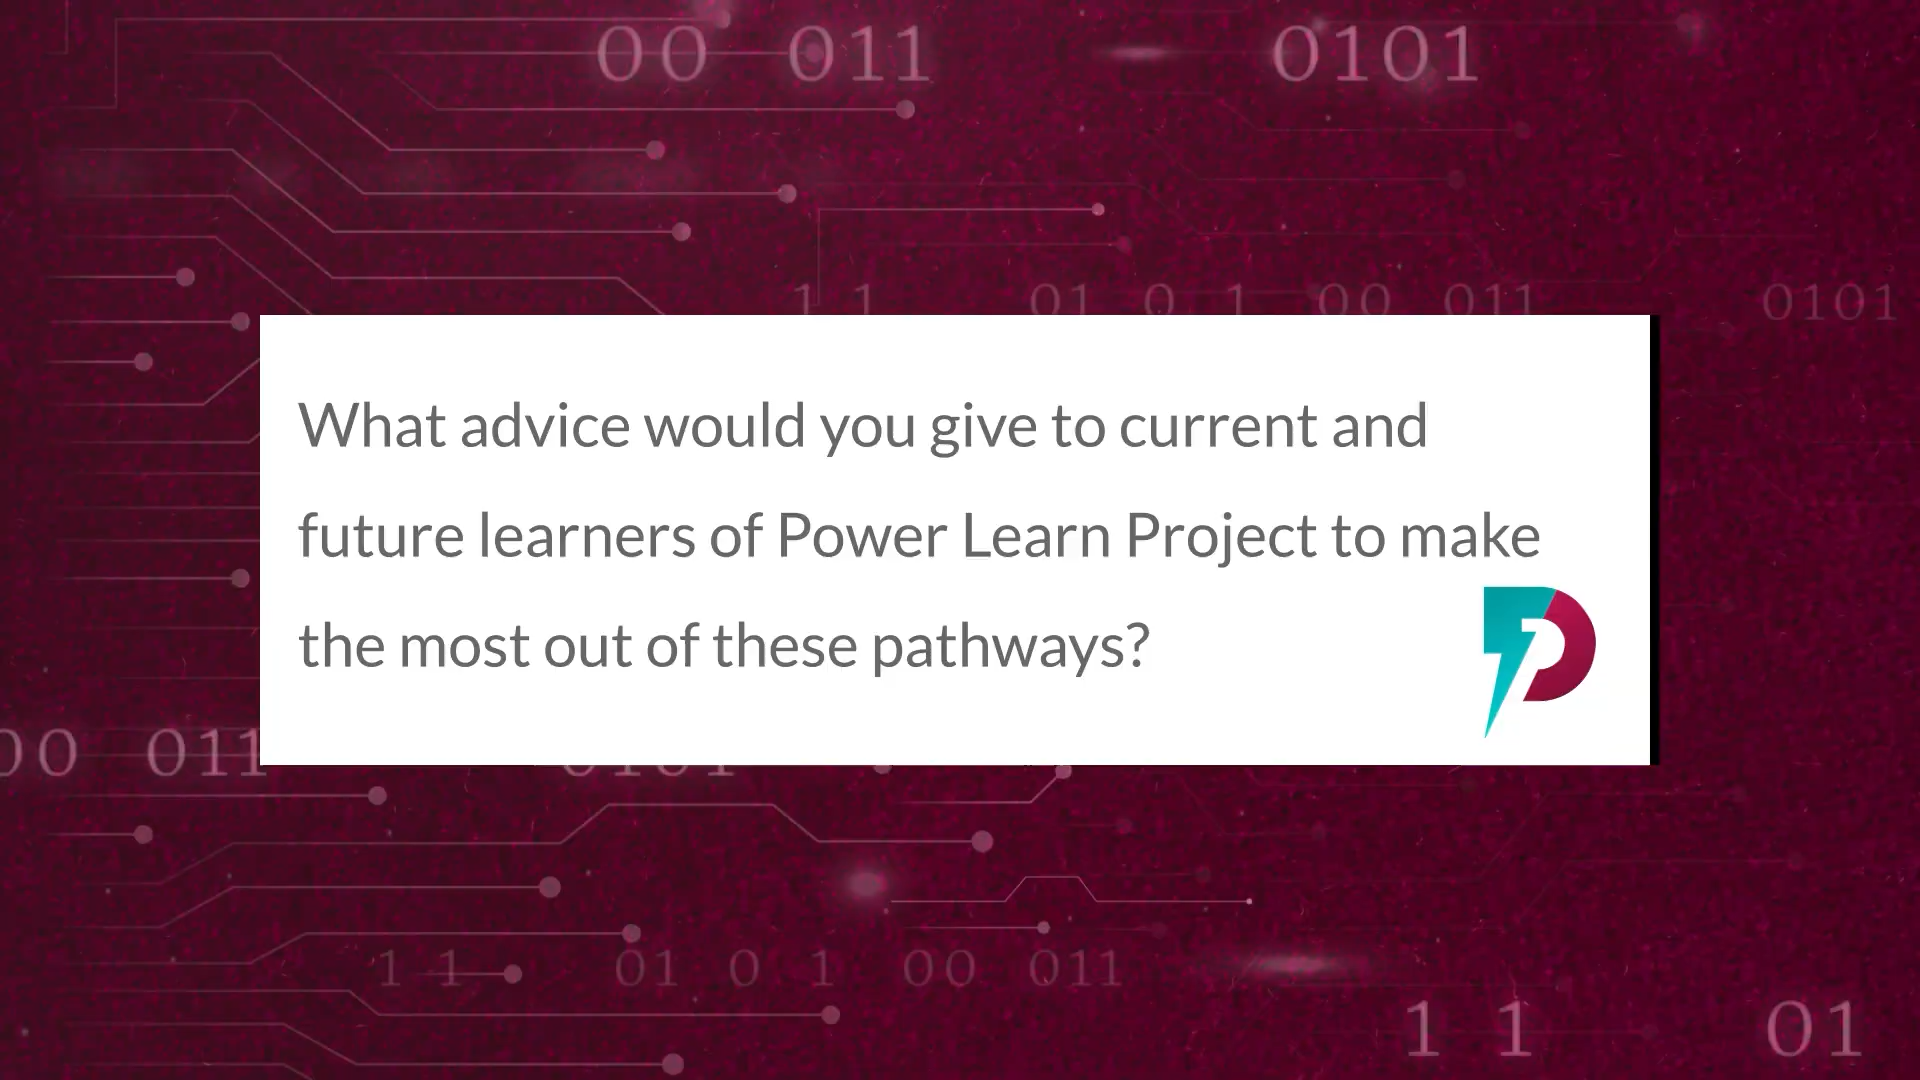 00 011 0101
1 1 01 0 1 00 011 0101
What advice would you give to current and
future learners of Power Learn Project to make
the most out of these pathways?
00 011 0101
1 1 01 0 1 00 011
1 1 01